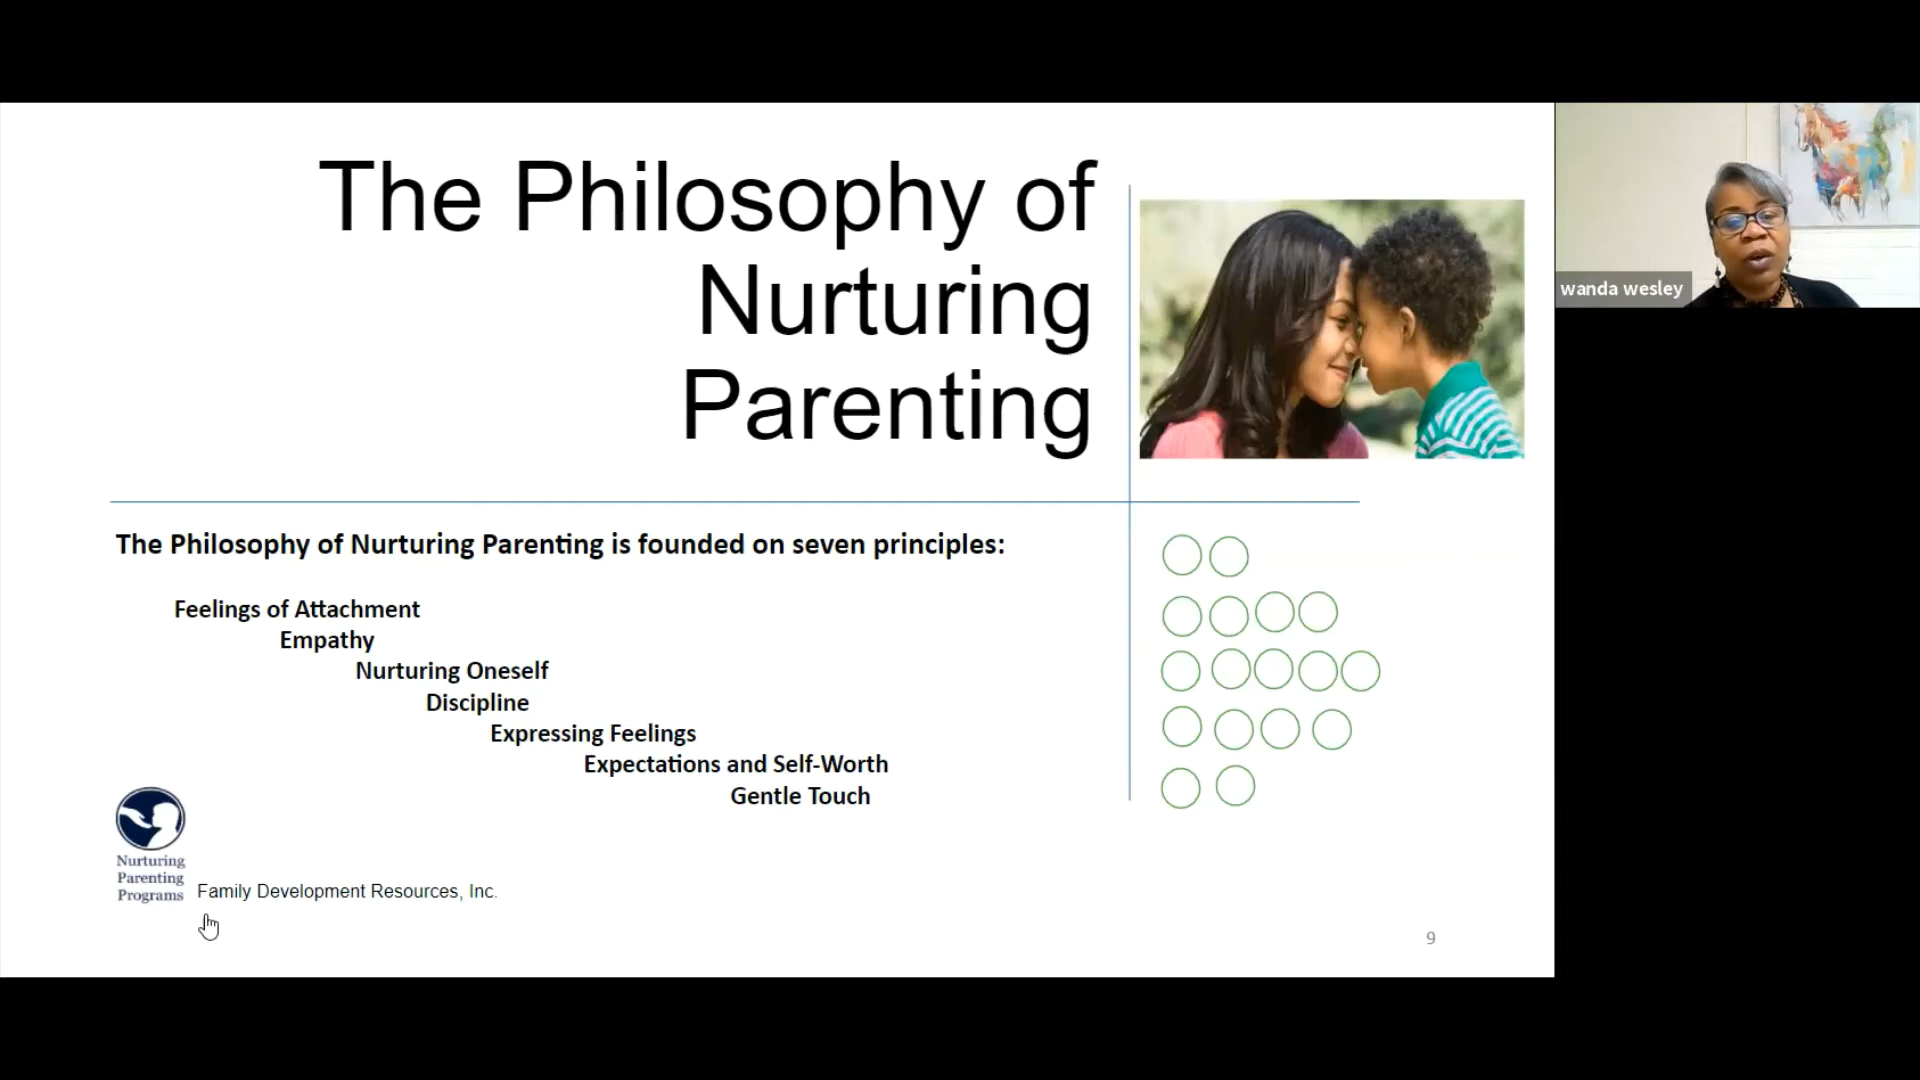 The Philosophy of
Nurturing
Parenting
wanda wesley
The Philosophy of Nurturing Parenting is founded on seven principles:
Feelings of Attachment
Empathy
Nurturing Oneself
Discipline
Expressing Feelings
Expectations and Self-Worth
Gentle Touch
Nurturing
Parenting
Programs
Family Development Resources, Inc.
9